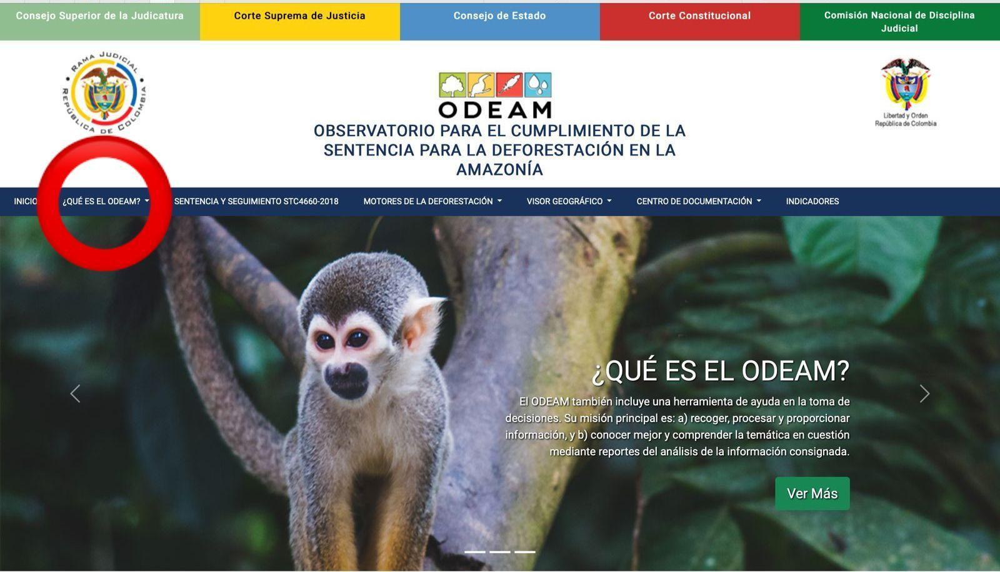 Consejo Superior de la Judicatura
Corte Suprema de Justicia
Consejo de Estado
Corte Constitucional
Comisión Nacional de Disciplina
Judicial
RAMA JUDICIAL
REPÚBLICA DE COLOMBIA
ODEAM
OBSERVATORIO PARA EL CUMPLIMIENTO DE LA
SENTENCIA PARA LA DEFORESTACIÓN EN LA
AMAZONÍA
Libertad y Orden
República de Colombia
INICIO
¿QUÉ ES EL ODEAM?
SENTENCIA Y SEGUIMIENTO STC4660-2018
MOTORES DE LA DEFORESTACIÓN
VISOR GEOGRÁFICO
CENTRO DE DOCUMENTACIÓN
INDICADORES
¿QUÉ ES EL ODEAM?
El ODEAM también incluye una herramienta de ayuda en la toma de
decisiones. Su misión principal es: a) recoger, procesar y proporcionar
información, y b) conocer mejor y comprender la temática en cuestión
mediante reportes del análisis de la información consignada.
Ver Más